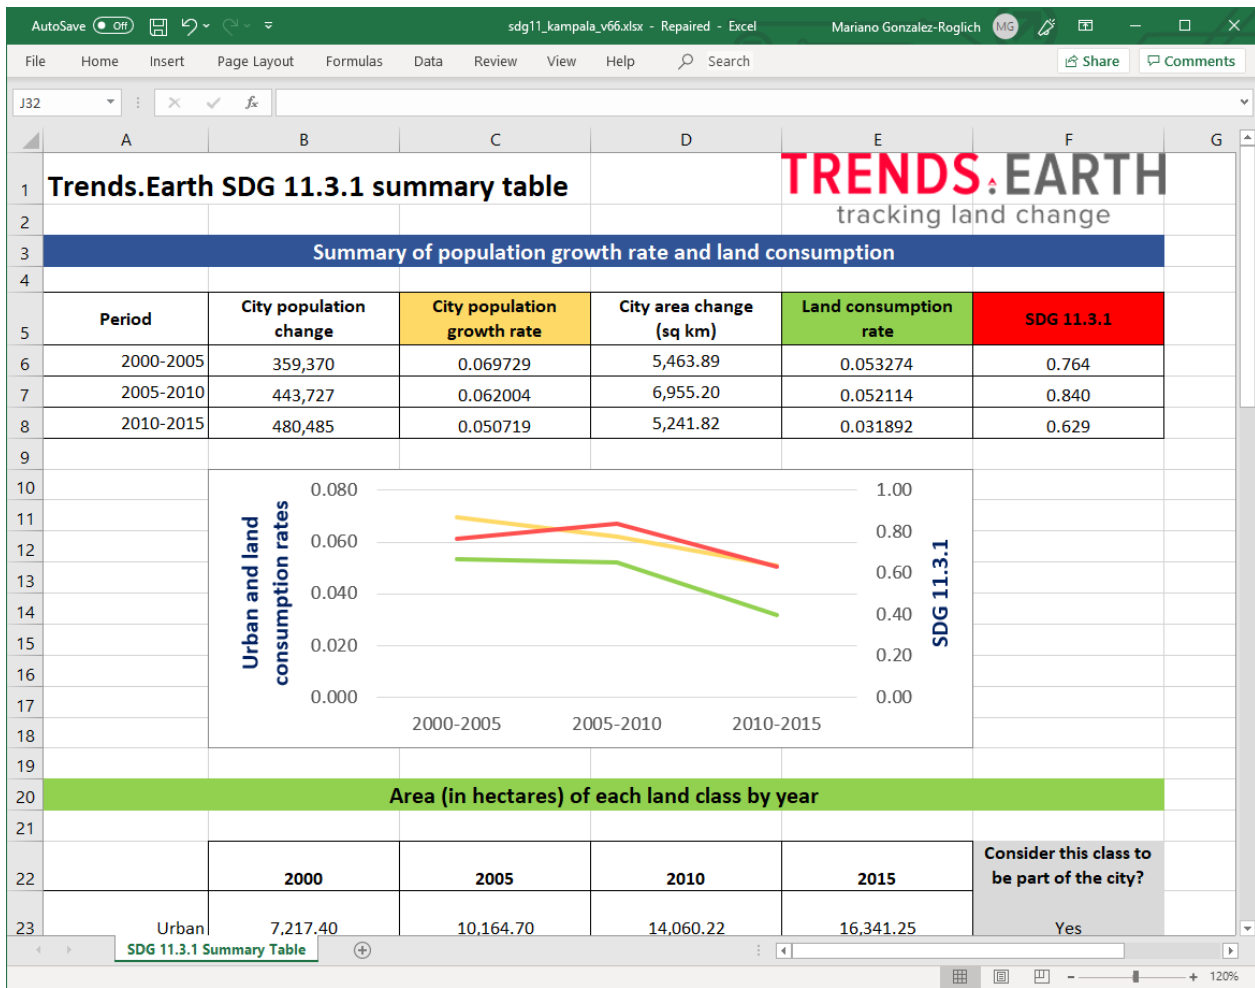 AutoSave Off sdg11_kampala_v66.xlsx - Repaired - Excel Mariano Gonzalez-Roglich MG
File Home Insert Page Layout Formulas Data Review View Help Search Share Comments
J32 fx
A B C D E F G
1 Trends.Earth SDG 11.3.1 summary table TRENDS.EARTH
2 tracking land change
3 Summary of population growth rate and land consumption
4
5 Period City population change City population growth rate City area change (sq km) Land consumption rate SDG 11.3.1
6 2000-2005 359,370 0.069729 5,463.89 0.053274 0.764
7 2005-2010 443,727 0.062004 6,955.20 0.052114 0.840
8 2010-2015 480,485 0.050719 5,241.82 0.031892 0.629
9
10 0.080 1.00
11 0.80
12 0.060
13 0.60
14 0.040 0.40
15 0.020
16 0.20
17 0.000 0.00
18 2000-2005 2005-2010 2010-2015
Urban and land consumption rates
SDG 11.3.1
19
20 Area (in hectares) of each land class by year
21
22 2000 2005 2010 2015 Consider this class to be part of the city?
23 Urban 7,217.40 10,164.70 14,060.22 16,341.25 Yes
SDG 11.3.1 Summary Table
120%